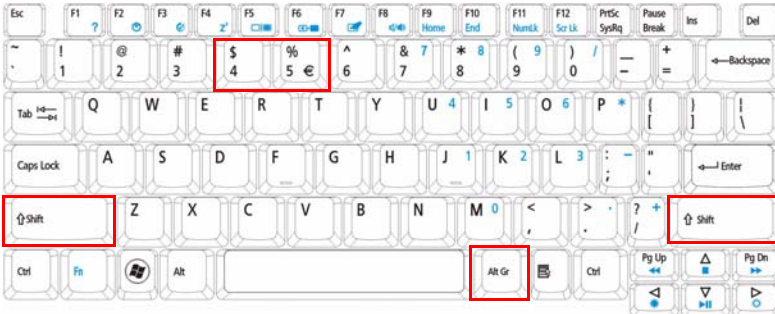 Esc F1 ? F2 F3 F4 zᶻ F5 F6 F7 F8 F9 Home F10 End F11 NumLk F12 Scr Lk PrtSc SysRq Pause Break Ins Del
~ ` ! 1 @ 2 # 3 $ 4 % 5 € ^ 6 & 7 7 * 8 8 ( 9 9 ) 0 / _ - + = Backspace
Tab Q W E R T Y U 4 I 5 O 6 P * { [ } ] | \
Caps Lock A S D F G H J 1 K 2 L 3 : ; - " ' Enter
Shift Z X C V B N M 0 < , > . . ? / + Shift
Ctrl Fn Alt Alt Gr Ctrl Pg Up Pg Dn